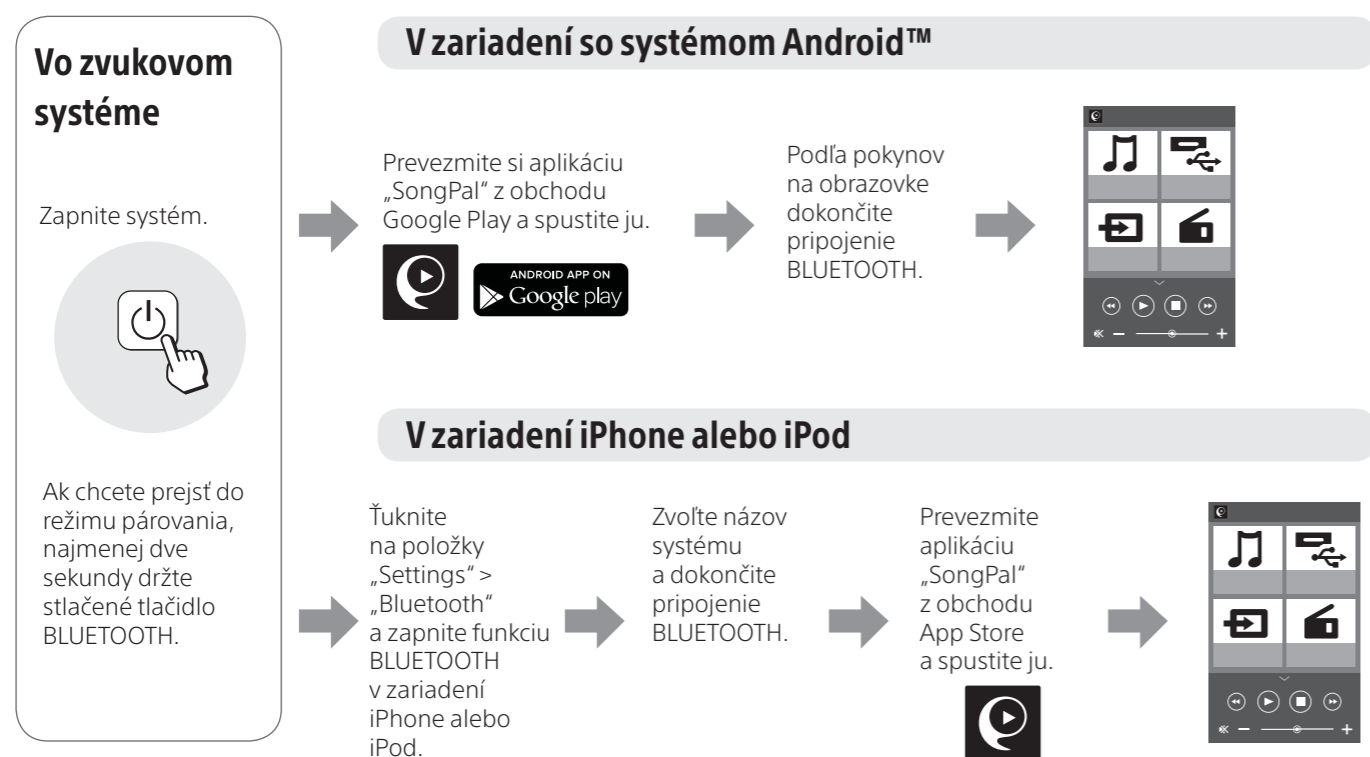 Vo zvukovom
systéme
Zapnite systém.
Ak chcete prejsť do
režimu párovania,
najmenej dve
sekundy držte
stlačené tlačidlo
BLUETOOTH.
V zariadení so systémom Android™
Prevezmite si aplikáciu
„SongPal“ z obchodu
Google Play a spustite ju.
ANDROID APP ON
Google play
Podľa pokynov
na obrazovke
dokončite
pripojenie
BLUETOOTH.
V zariadení iPhone alebo iPod
Ťuknite
na položky
„Settings“ >
„Bluetooth“
a zapnite funkciu
BLUETOOTH
v zariadení
iPhone alebo
iPod.
Zvoľte názov
systému
a dokončite
pripojenie
BLUETOOTH.
Prevezmite
aplikáciu
„SongPal“
z obchodu
App Store
a spustite ju.